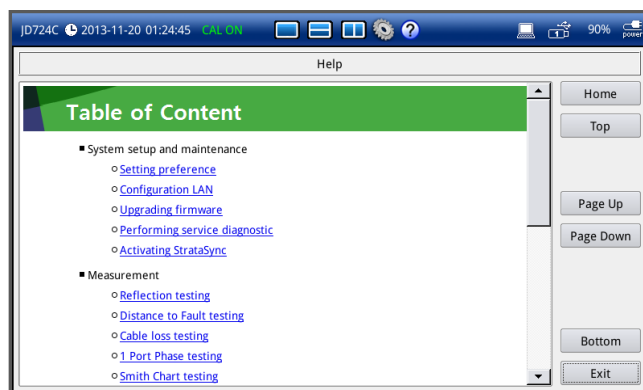 JD724C 2013-11-20 01:24:45 CAL ON ? 90% power
Help
Table of Content
System setup and maintenance
Setting preference
Configuration LAN
Upgrading firmware
Performing service diagnostic
Activating StrataSync
Measurement
Reflection testing
Distance to Fault testing
Cable loss testing
1 Port Phase testing
Smith Chart testing
Home
Top
Page Up
Page Down
Bottom
Exit